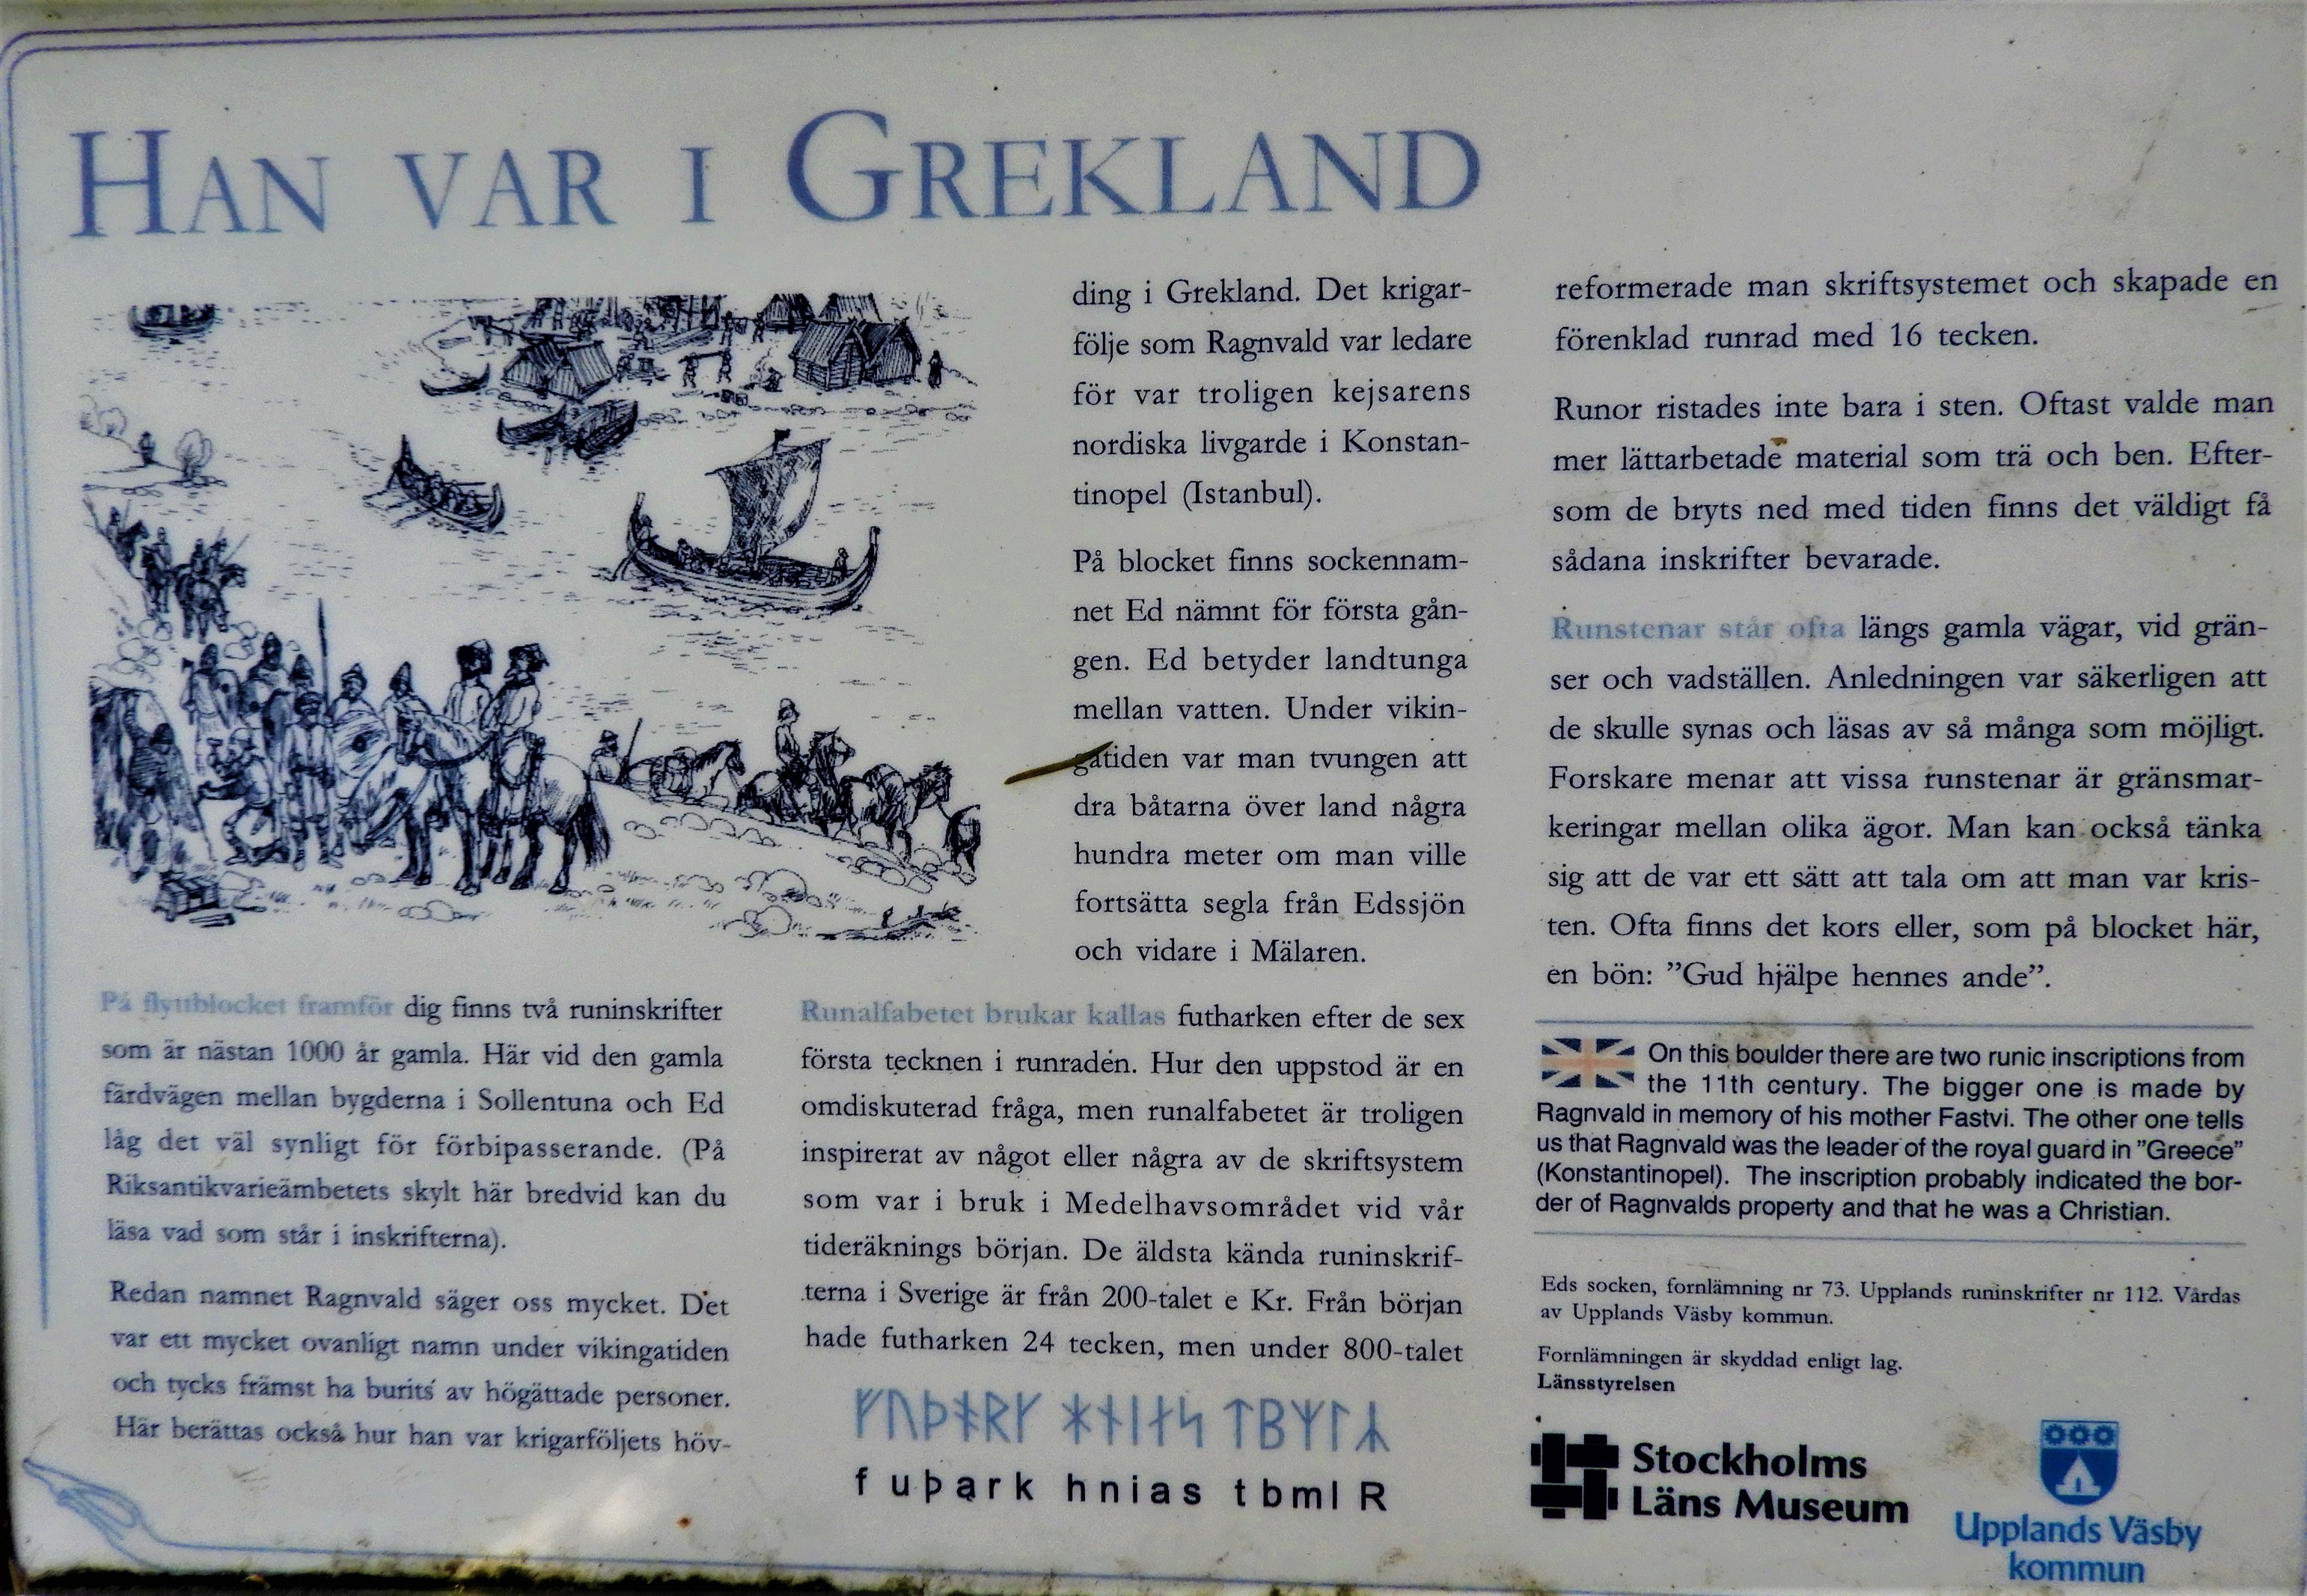 HAN VAR I GREKLAND
På flyttblocket framför dig finns två runinskrifter
som är nästan 1000 år gamla. Här vid den gamla
färdvägen mellan bygderna i Sollentuna och Ed
låg det väl synligt för förbipasserande. (På
Riksantikvarieämbetets skylt här bredvid kan du
läsa vad som står i inskrifterna).
Redan namnet Ragnvald säger oss mycket. Det
var ett mycket ovanligt namn under vikingatiden
och tycks främst ha burits av högättade personer.
Här berättas också hur han var krigarföljets höv-
ding i Grekland. Det krigar-
följe som Ragnvald var ledare
för var troligen kejsarens
nordiska livgarde i Konstan-
tinopel (Istanbul).
På blocket finns sockennam-
net Ed nämnt för första gån-
gen. Ed betyder landtunga
mellan vatten. Under vikin-
gatiden var man tvungen att
dra båtarna över land några
hundra meter om man ville
fortsätta segla från Edssjön
och vidare i Mälaren.
Runalfabetet brukar kallas futharken efter de sex
första tecknen i runraden. Hur den uppstod är en
omdiskuterad fråga, men runalfabetet är troligen
inspirerat av något eller några av de skriftsystem
som var i bruk i Medelhavsområdet vid vår
tideräknings början. De äldsta kända runinskrif-
terna i Sverige är från 200-talet e Kr. Från början
hade futharken 24 tecken, men under 800-talet
ᚠᚢᚦᚬᚱᚴ ᚼᚾᛁᛅᛋ ᛏᛒᛘᛚᛦ
f u þ ą r k h n i a s t b m l R
reformerade man skriftsystemet och skapade en
förenklad runrad med 16 tecken.
Runor ristades inte bara i sten. Oftast valde man
mer lättarbetade material som trä och ben. Efter-
som de bryts ned med tiden finns det väldigt få
sådana inskrifter bevarade.
Runstenar står ofta längs gamla vägar, vid grän-
ser och vadställen. Anledningen var säkerligen att
de skulle synas och läsas av så många som möjligt.
Forskare menar att vissa runstenar är gränsmar-
keringar mellan olika ägor. Man kan också tänka
sig att de var ett sätt att tala om att man var kris-
ten. Ofta finns det kors eller, som på blocket här,
en bön: ”Gud hjälpe hennes ande”.
On this boulder there are two runic inscriptions from
the 11th century. The bigger one is made by
Ragnvald in memory of his mother Fastvi. The other one tells
us that Ragnvald was the leader of the royal guard in ”Greece”
(Konstantinopel). The inscription probably indicated the bor-
der of Ragnvalds property and that he was a Christian.
Eds socken, fornlämning nr 73. Upplands runinskrifter nr 112. Vårdas
av Upplands Väsby kommun.
Fornlämningen är skyddad enligt lag.
Länsstyrelsen
Stockholms
Läns Museum
Upplands Väsby
kommun